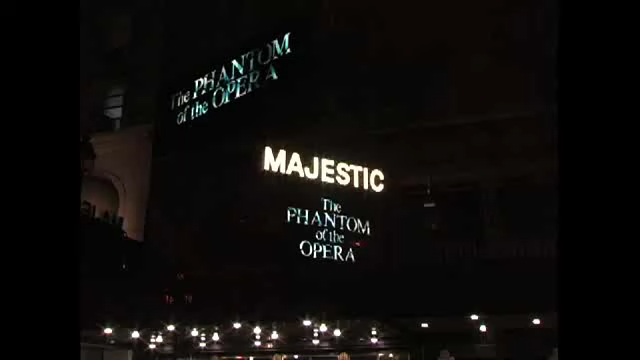 The PHANTOM
of the OPERA
MAJESTIC
The
PHANTOM
of the
OPERA